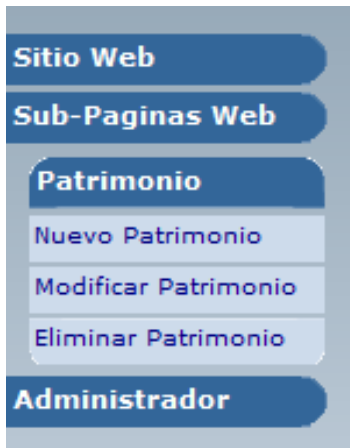 Sitio Web
Sub-Paginas Web
Patrimonio
Nuevo Patrimonio
Modificar Patrimonio
Eliminar Patrimonio
Administrador